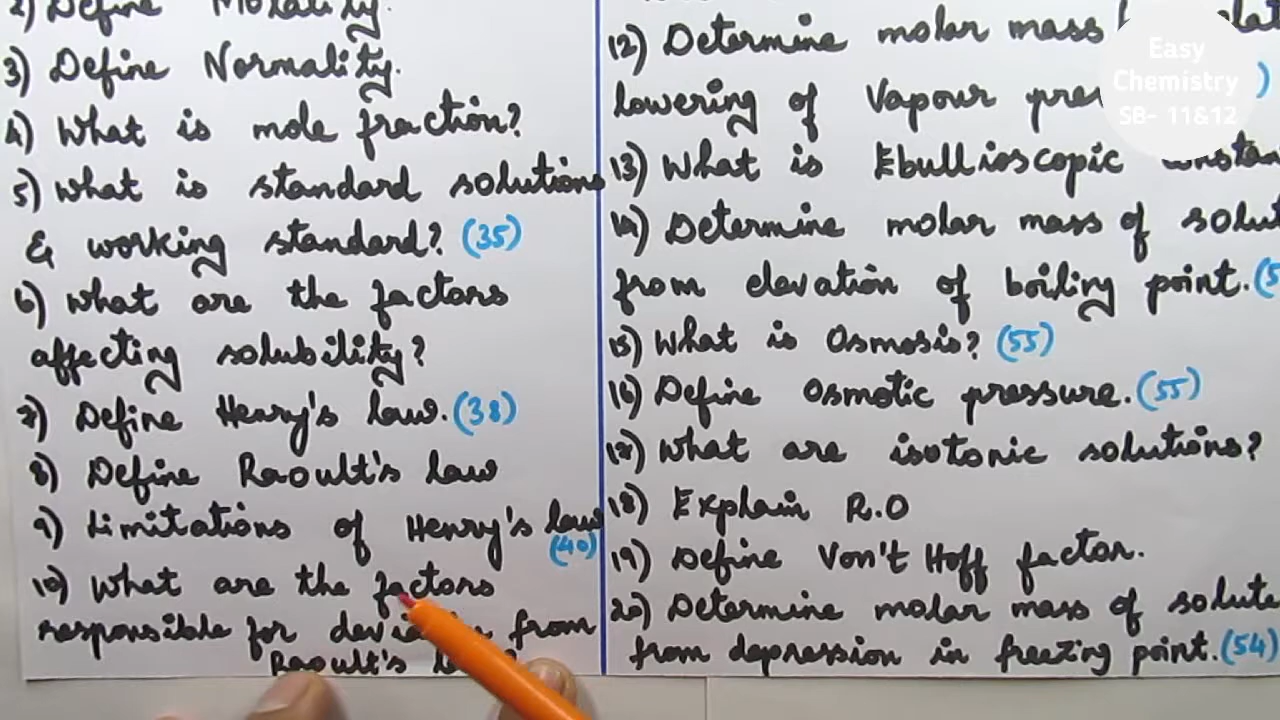 2) Define Molality.
3) Define Normality.
4) What is mole fraction?
5) What is standard solutions
& working standard? (35)
6) What are the factors
affecting solubility?
7) Define Henry's law. (38)
8) Define Raoult's law
9) Limitations of Henry's law
(40)
10) What are the factors
responsible for from
Raoult's
12) Determine molar mass
lowering of Vapour
13) What is Ebullioscopic
14) Determine molar mass of
from elevation of boiling point.
15) What is Osmosis? (55)
16) Define Osmotic pressure. (55)
17) What are isotonic solutions?
18) Explain R.O
19) Define Von't Hoff factor.
20) Determine molar mass of solute
from depression in freezing point. (54)
Easy
Chemistry
SB- 11&12